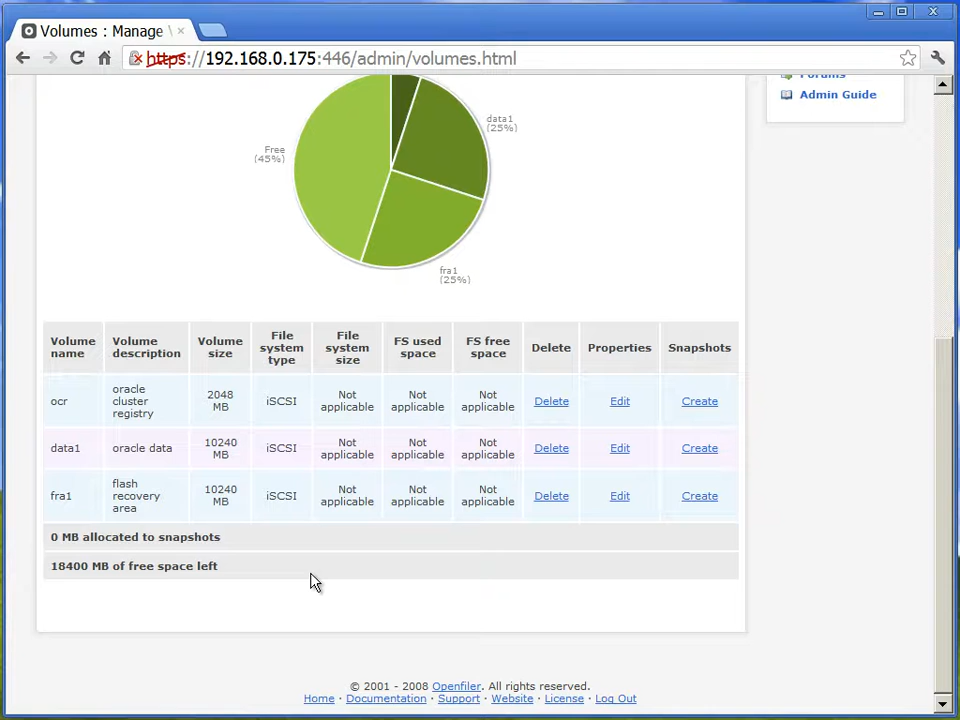 Volumes : Manage
https://192.168.0.175:446/admin/volumes.html
Forums
Admin Guide
data1
(25%)
Free
(45%)
fra1
(25%)
Volume name Volume description Volume size File system type File system size FS used space FS free space Delete Properties Snapshots
ocr oracle cluster registry 2048 MB iSCSI Not applicable Not applicable Not applicable Delete Edit Create
data1 oracle data 10240 MB iSCSI Not applicable Not applicable Not applicable Delete Edit Create
fra1 flash recovery area 10240 MB iSCSI Not applicable Not applicable Not applicable Delete Edit Create
0 MB allocated to snapshots
18400 MB of free space left
© 2001 - 2008 Openfiler. All rights reserved.
Home · Documentation · Support · Website · License · Log Out